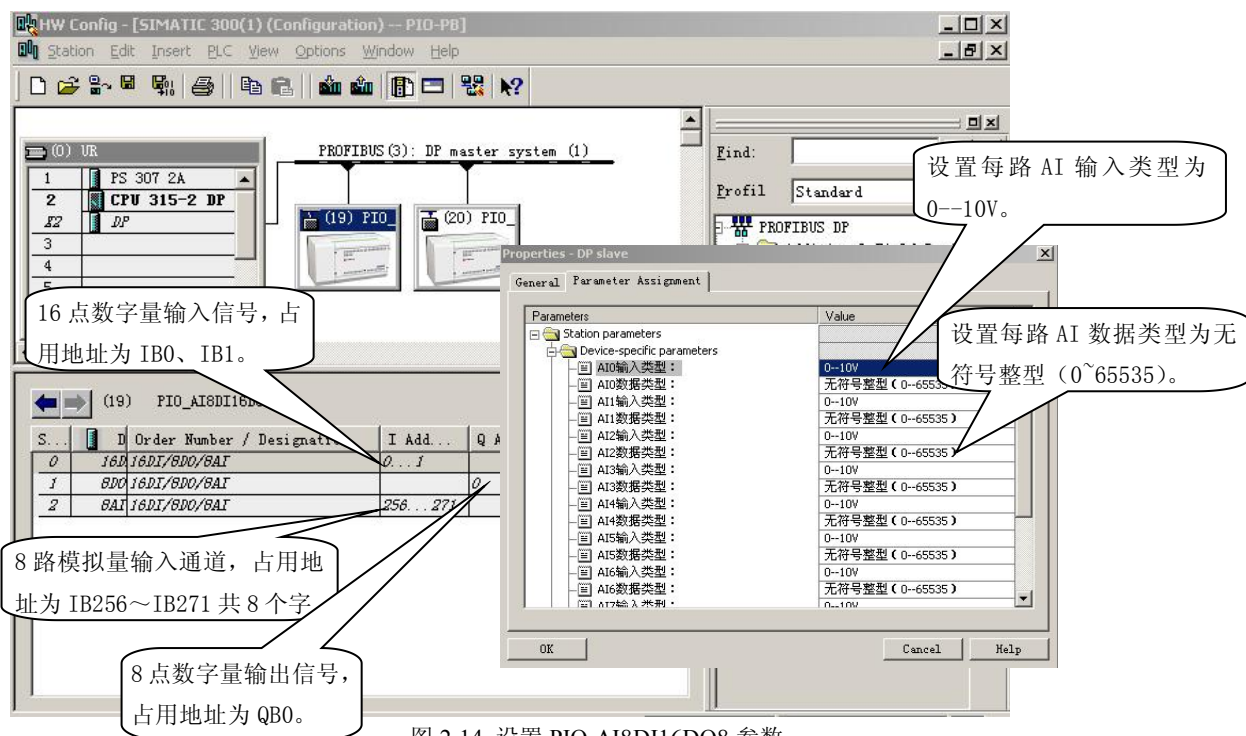 HW Config - [SIMATIC 300(1) (Configuration) -- PIO-PB]
Station Edit Insert PLC View Options Window Help
(0) UR
1 PS 307 2A
2 CPU 315-2 DP
X2 DP
3
4
5
PROFIBUS(3): DP master system (1)
(19) PIO_
(20) PIO_
Find:
Profil
Standard
PROFIBUS DP
设置每路 AI 输入类型为
0--10V。
16 点数字量输入信号，占
用地址为 IB0、IB1。
Properties - DP slave
General Parameter Assignment
Parameters Value
Station parameters
Device-specific parameters
AI0输入类型： 0--10V
AI0数据类型： 无符号整型（0--65535）
AI1输入类型： 0--10V
AI1数据类型： 无符号整型（0--65535）
AI2输入类型： 0--10V
AI2数据类型： 无符号整型（0--65535）
AI3输入类型： 0--10V
AI3数据类型： 无符号整型（0--65535）
AI4输入类型： 0--10V
AI4数据类型： 无符号整型（0--65535）
AI5输入类型： 0--10V
AI5数据类型： 无符号整型（0--65535）
AI6输入类型： 0--10V
AI6数据类型： 无符号整型（0--65535）
AI7输入类型： 0--10V
OK Cancel Help
设置每路 AI 数据类型为无
符号整型（0~65535）。
(19) PIO_AI8DI16D
S... D Order Number / Designation I Add... Q A
0 16D 16DI/8DO/8AI 0...1
1 8DO 16DI/8DO/8AI 0
2 8AI 16DI/8DO/8AI 256...271
8 路模拟量输入通道，占用地
址为 IB256～IB271 共 8 个字
8 点数字量输出信号，
占用地址为 QB0。
图 2-14 设置 PIO-AI8DI16DO8 参数